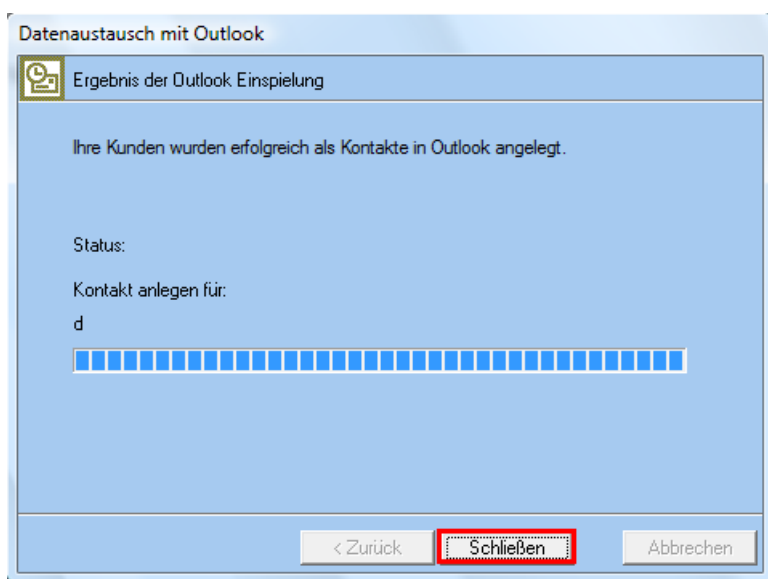 Datenaustausch mit Outlook
Ergebnis der Outlook Einspielung
Ihre Kunden wurden erfolgreich als Kontakte in Outlook angelegt.
Status:
Kontakt anlegen für:
d
< Zurück Schließen Abbrechen